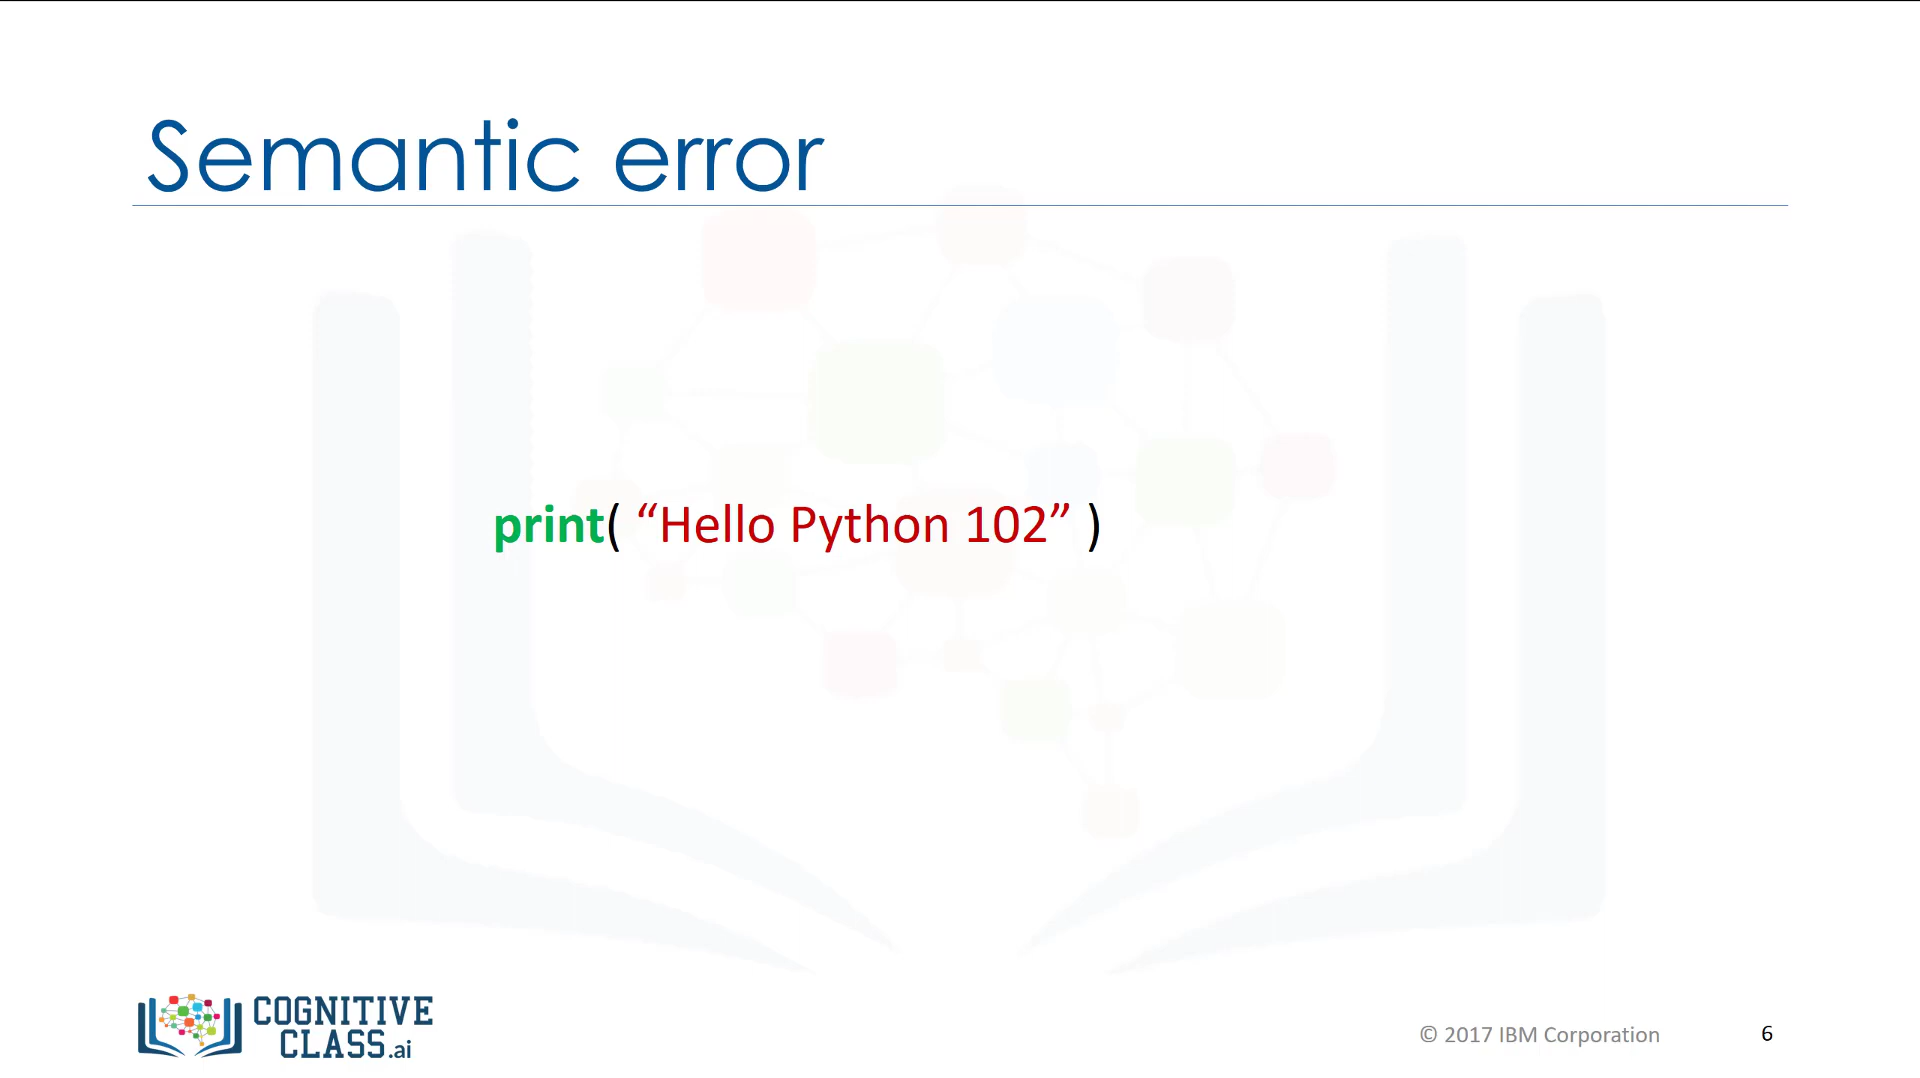 Semantic error
print( “Hello Python 102” )
COGNITIVE
CLASS.ai
© 2017 IBM Corporation
6